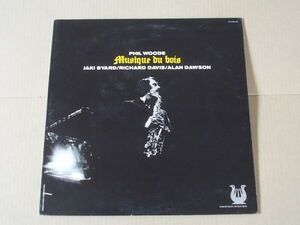 PHIL WOODS
Musique du bois
JAKI BYARD/RICHARD DAVIS/ALAN DAWSON